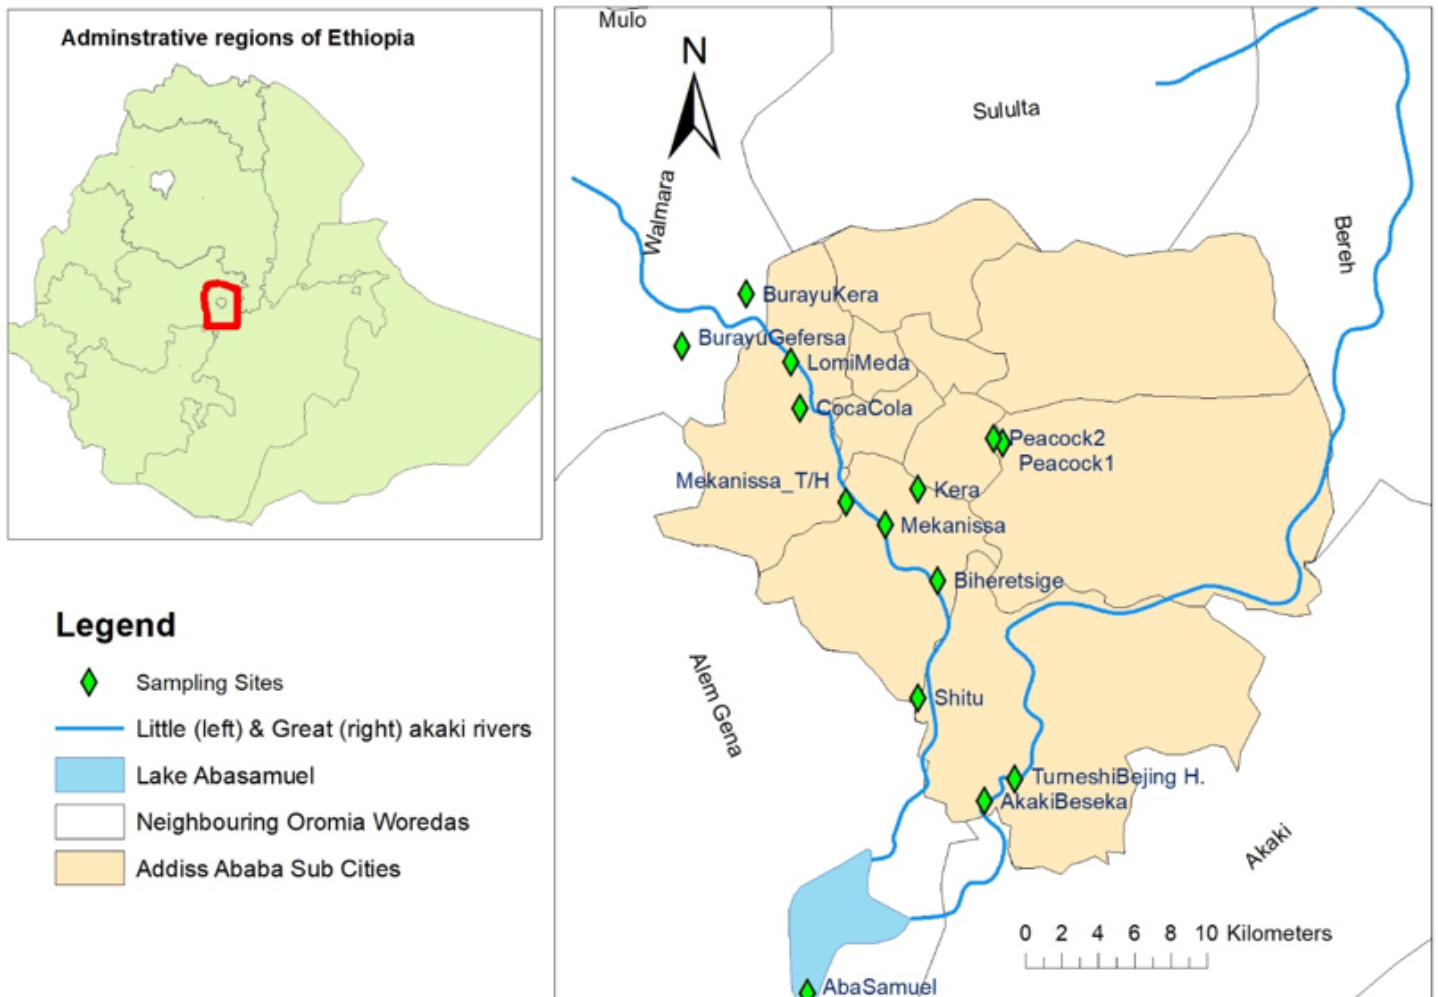 Adminstrative regions of Ethiopia
Legend
Sampling Sites
Little (left) & Great (right) akaki rivers
Lake Abasamuel
Neighbouring Oromia Woredas
Addiss Ababa Sub Cities
Mulo
N
Sululta
Walmara
Bereh
BurayuKera
BurayuGefersa
LomiMeda
CocaCola
Peacock2
Peacock1
Mekanissa_T/H
Kera
Mekanissa
Biheretsige
Alem Gena
Shitu
TurneshiBejing H.
AkakiBeseka
Akaki
0 2 4 6 8 10 Kilometers
AbaSamuel